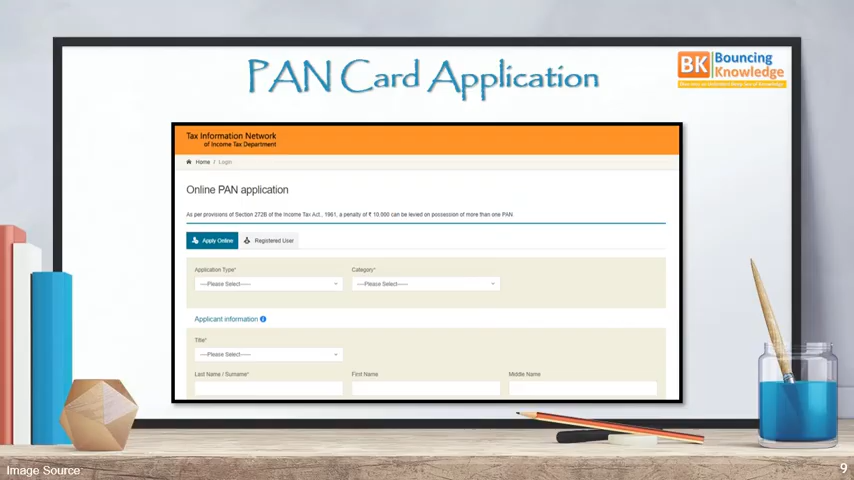 PAN Card Application
BK Bouncing
Knowledge
Tax Information Network
of Income Tax Department
Home / Login
Online PAN application
As per provisions of Section 272B of the Income Tax Act., 1961, a penalty of ₹ 10,000 can be levied on possession of more than one PAN
Apply Online Registered User
Application Type* Category*
---Please Select------ ---Please Select------
Applicant information
Title*
---Please Select------
Last Name / Surname* First Name Middle Name
Image Source:
9